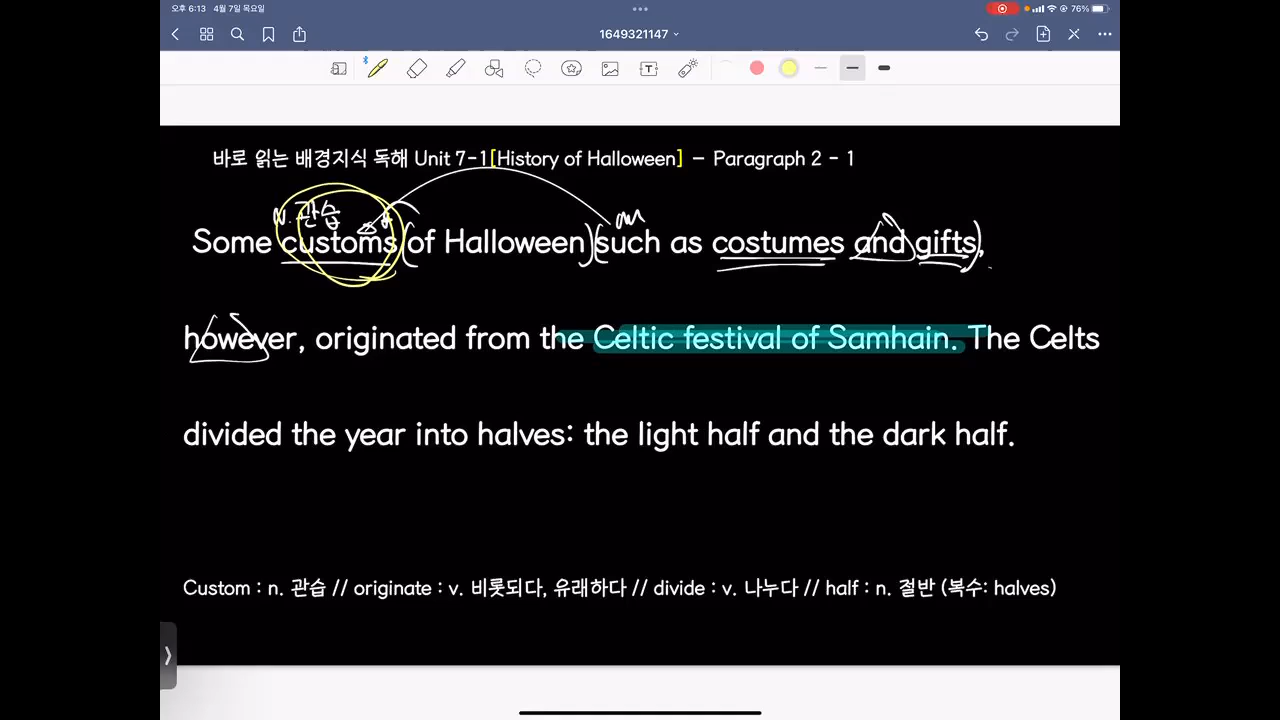 오후 6:13 4월 7일 목요일
76%
1649321147
바로 읽는 배경지식 독해 Unit 7-1[History of Halloween] – Paragraph 2 - 1
n. 관습
Some customs (of Halloween)(such as costumes and gifts),
however, originated from the Celtic festival of Samhain. The Celts
divided the year into halves: the light half and the dark half.
Custom : n. 관습 // originate : v. 비롯되다, 유래하다 // divide : v. 나누다 // half : n. 절반 (복수: halves)